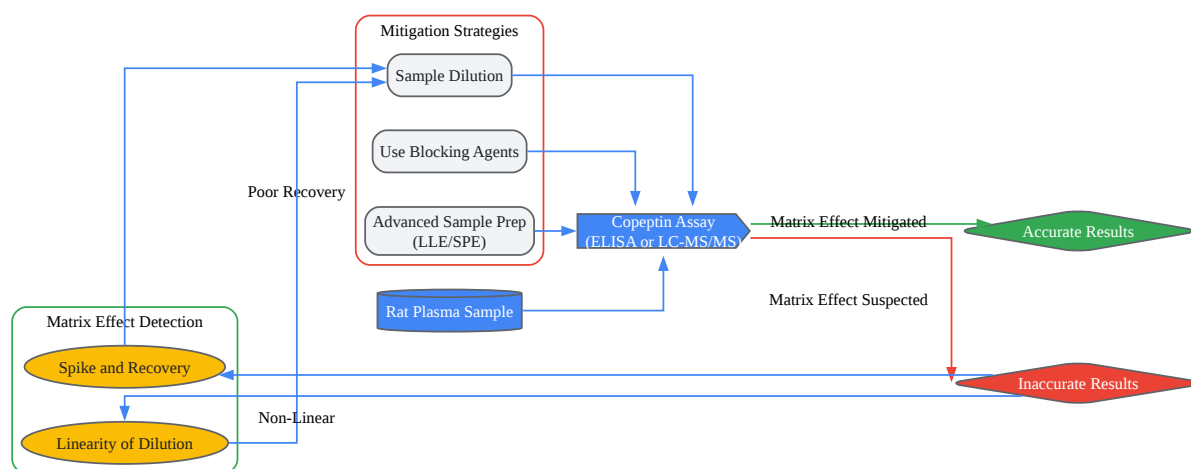 Mitigation Strategies
Sample Dilution
Use Blocking Agents
Poor Recovery
Advanced Sample Prep
(LLE/SPE)
Copeptin Assay
(ELISA or LC-MS/MS)
Matrix Effect Mitigated
Accurate Results
Matrix Effect Suspected
Rat Plasma Sample
Matrix Effect Detection
Spike and Recovery
Inaccurate Results
Non-Linear
Linearity of Dilution